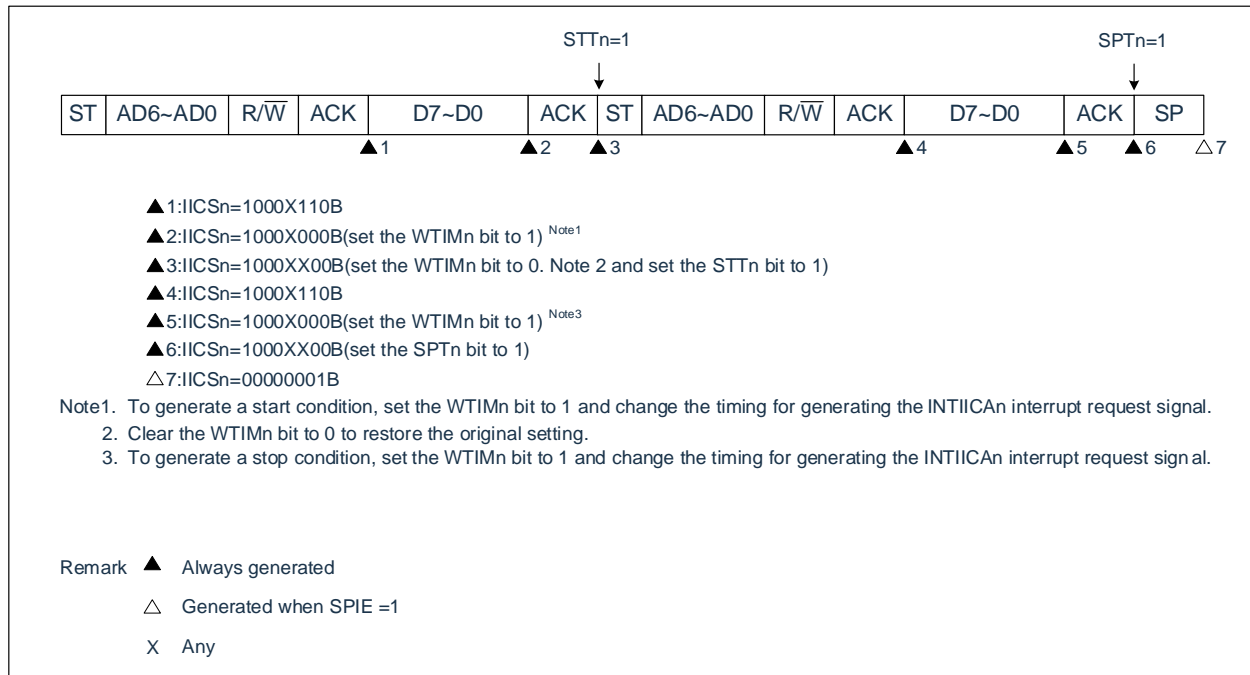 STTn=1 SPTn=1
ST AD6~AD0 R/W̅ ACK D7~D0 ACK ST AD6~AD0 R/W̅ ACK D7~D0 ACK SP
▲1 ▲2 ▲3 ▲4 ▲5 ▲6 △7
▲1:IICSn=1000X110B
▲2:IICSn=1000X000B(set the WTIMn bit to 1) Note1
▲3:IICSn=1000XX00B(set the WTIMn bit to 0. Note 2 and set the STTn bit to 1)
▲4:IICSn=1000X110B
▲5:IICSn=1000X000B(set the WTIMn bit to 1) Note3
▲6:IICSn=1000XX00B(set the SPTn bit to 1)
△7:IICSn=00000001B
Note1. To generate a start condition, set the WTIMn bit to 1 and change the timing for generating the INTIICAn interrupt request signal.
2. Clear the WTIMn bit to 0 to restore the original setting.
3. To generate a stop condition, set the WTIMn bit to 1 and change the timing for generating the INTIICAn interrupt request signal.
Remark ▲ Always generated
△ Generated when SPIE =1
X Any